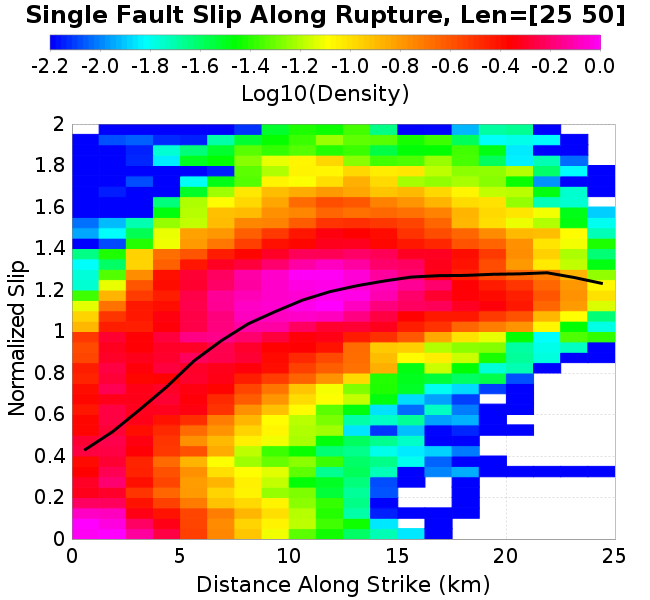 Single Fault Slip Along Rupture, Len=[25 50]
-2.2 -2.0 -1.8 -1.6 -1.4 -1.2 -1.0 -0.8 -0.6 -0.4 -0.2 0.0
Log10(Density)
2
1.8
1.6
1.4
1.2
1
0.8
0.6
0.4
0.2
0
Normalized Slip
0 5 10 15 20 25
Distance Along Strike (km)